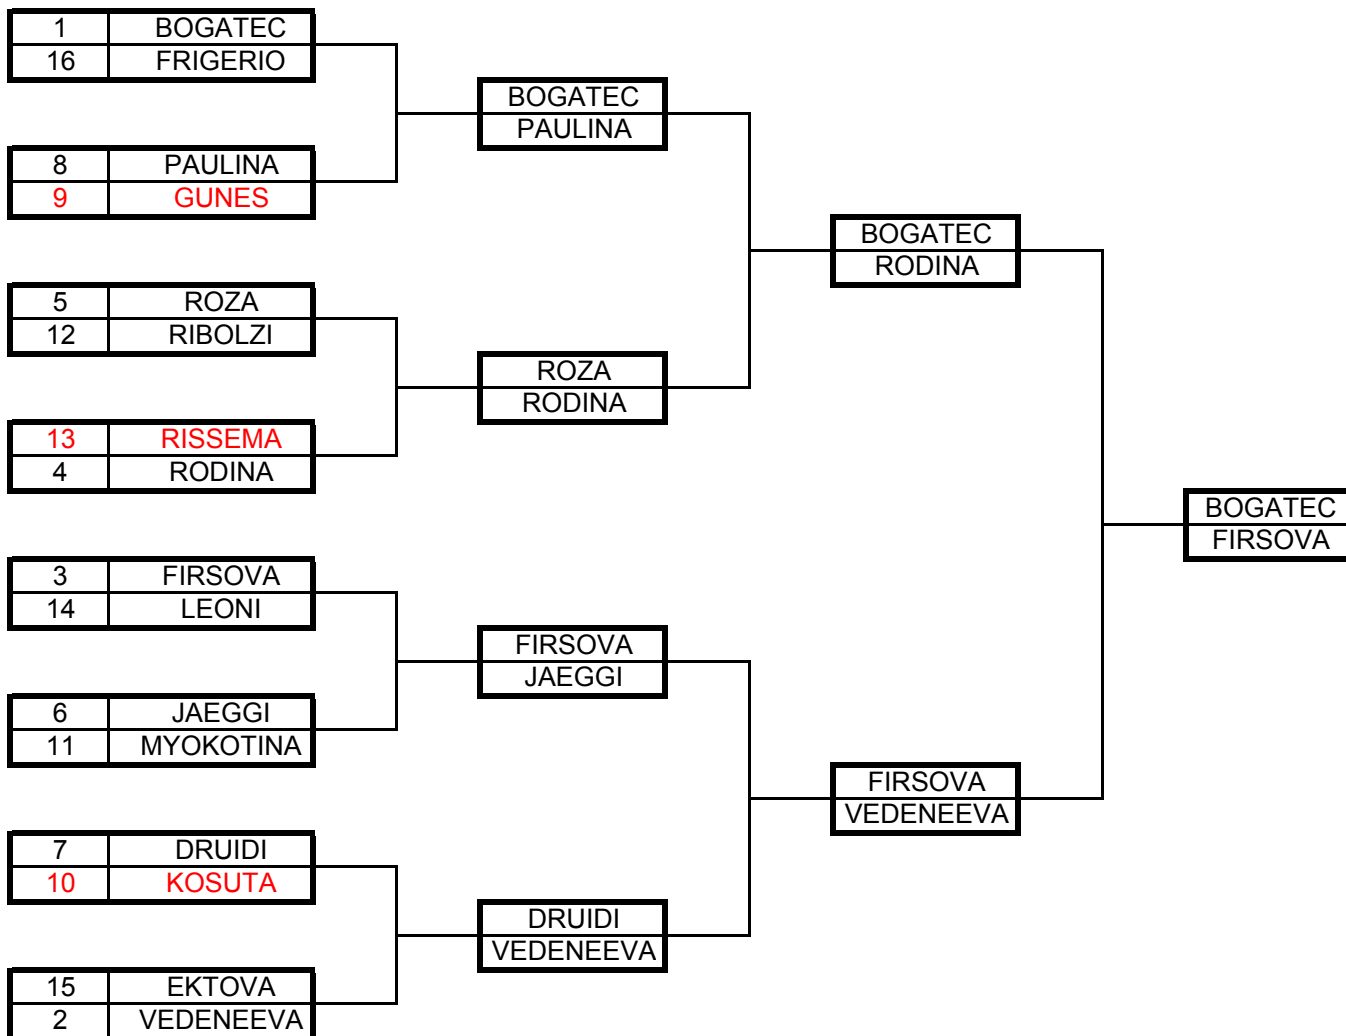 1 BOGATEC
16 FRIGERIO
8 PAULINA
9 GUNES
5 ROZA
12 RIBOLZI
13 RISSEMA
4 RODINA
3 FIRSOVA
14 LEONI
6 JAEGGI
11 MYOKOTINA
7 DRUIDI
10 KOSUTA
15 EKTOVA
2 VEDENEEVA
BOGATEC
PAULINA
ROZA
RODINA
FIRSOVA
JAEGGI
DRUIDI
VEDENEEVA
BOGATEC
RODINA
FIRSOVA
VEDENEEVA
BOGATEC
FIRSOVA